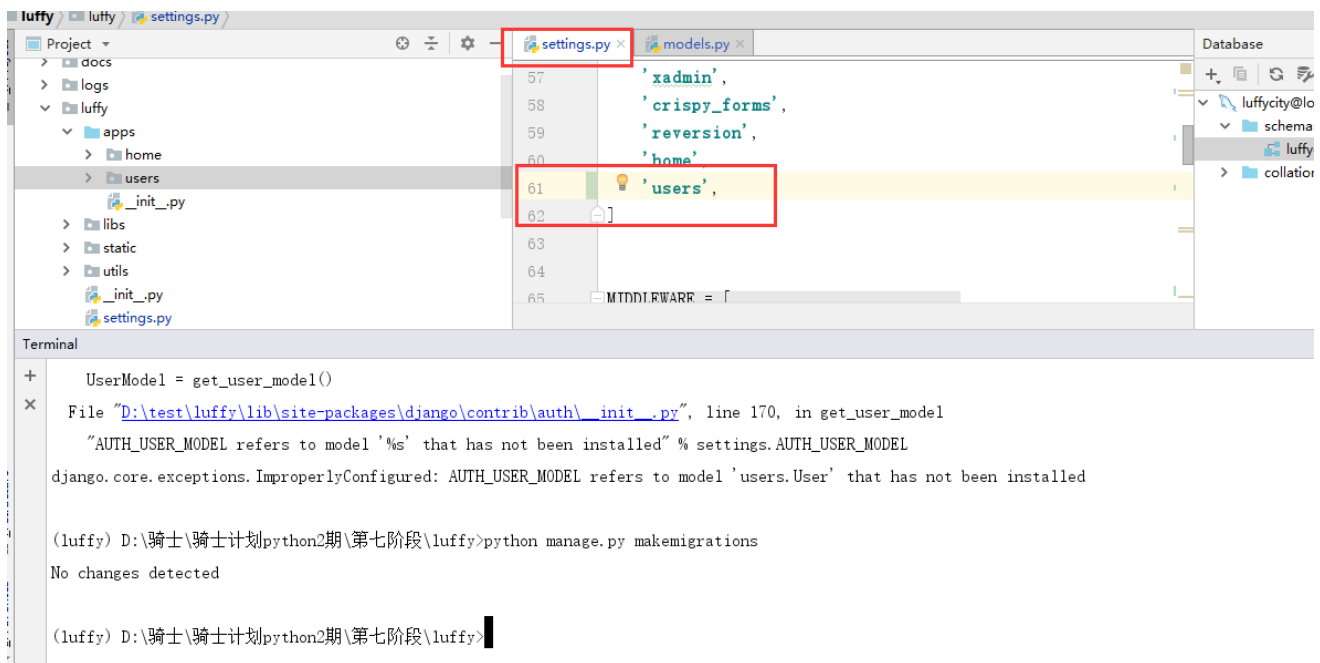 luffy luffy settings.py
Project
docs
logs
luffy
apps
home
users
__init__.py
libs
static
utils
__init__.py
settings.py
settings.py models.py
57 'xadmin',
58 'crispy_forms',
59 'reversion',
60 'home',
61 'users',
62 ]
63
64
65 MIDDLEWARE = [
Database
luffycity@lo
schema
luffy
collation
Terminal
UserModel = get_user_model()
File "D:\test\luffy\lib\site-packages\django\contrib\auth\__init__.py", line 170, in get_user_model
"AUTH_USER_MODEL refers to model '%s' that has not been installed" % settings.AUTH_USER_MODEL
django.core.exceptions.ImproperlyConfigured: AUTH_USER_MODEL refers to model 'users.User' that has not been installed
(luffy) D:\骑士\骑士计划python2期\第七阶段\luffy>python manage.py makemigrations
No changes detected
(luffy) D:\骑士\骑士计划python2期\第七阶段\luffy>